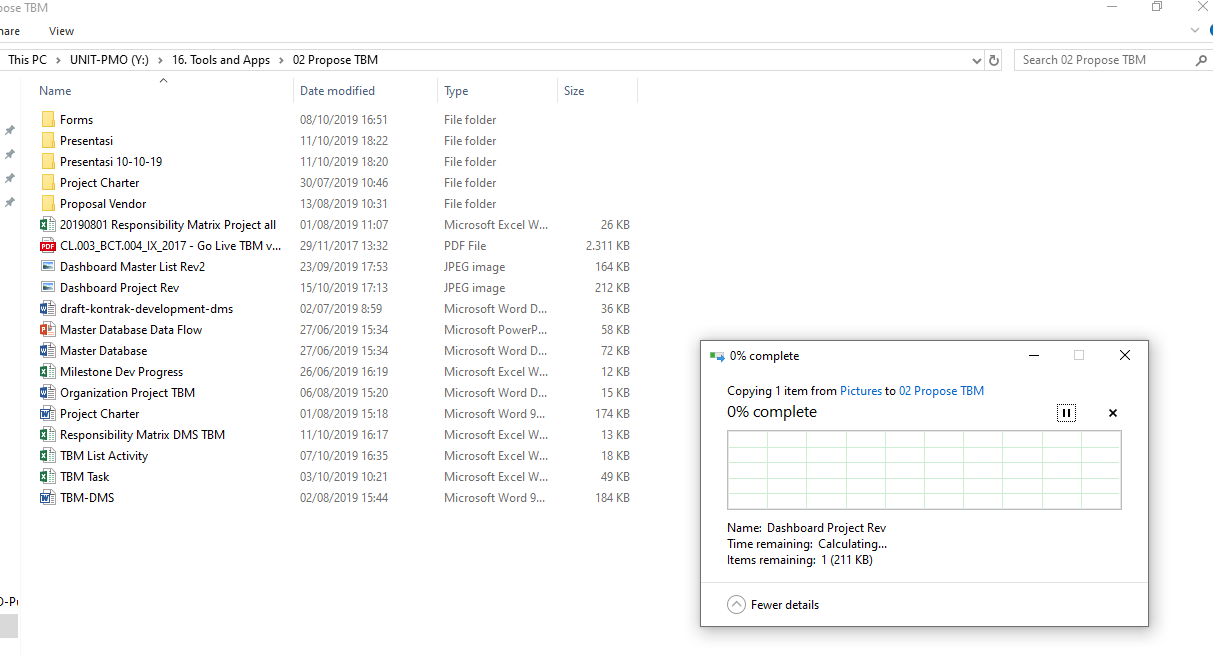 pose TBM
hare View
This PC > UNIT-PMO (Y:) > 16. Tools and Apps > 02 Propose TBM Search 02 Propose TBM
Name Date modified Type Size
Forms 08/10/2019 16:51 File folder
Presentasi 11/10/2019 18:22 File folder
Presentasi 10-10-19 11/10/2019 18:20 File folder
Project Charter 30/07/2019 10:46 File folder
Proposal Vendor 13/08/2019 10:31 File folder
20190801 Responsibility Matrix Project all 01/08/2019 11:07 Microsoft Excel W... 26 KB
CL.003_BCT.004_IX_2017 - Go Live TBM v... 29/11/2017 13:32 PDF File 2.311 KB
Dashboard Master List Rev2 23/09/2019 17:53 JPEG image 164 KB
Dashboard Project Rev 15/10/2019 17:13 JPEG image 212 KB
draft-kontrak-development-dms 02/07/2019 8:59 Microsoft Word D... 36 KB
Master Database Data Flow 27/06/2019 15:34 Microsoft PowerP... 58 KB
Master Database 27/06/2019 15:34 Microsoft Word D... 72 KB
Milestone Dev Progress 26/06/2019 16:19 Microsoft Excel W... 12 KB
Organization Project TBM 06/08/2019 15:20 Microsoft Word D... 15 KB
Project Charter 01/08/2019 15:18 Microsoft Word 9... 174 KB
Responsibility Matrix DMS TBM 11/10/2019 16:17 Microsoft Excel W... 13 KB
TBM List Activity 07/10/2019 16:35 Microsoft Excel W... 18 KB
TBM Task 03/10/2019 10:21 Microsoft Excel W... 49 KB
TBM-DMS 02/08/2019 15:44 Microsoft Word 9... 184 KB
0% complete
Copying 1 item from Pictures to 02 Propose TBM
0% complete
Name: Dashboard Project Rev
Time remaining: Calculating...
Items remaining: 1 (211 KB)
Fewer details